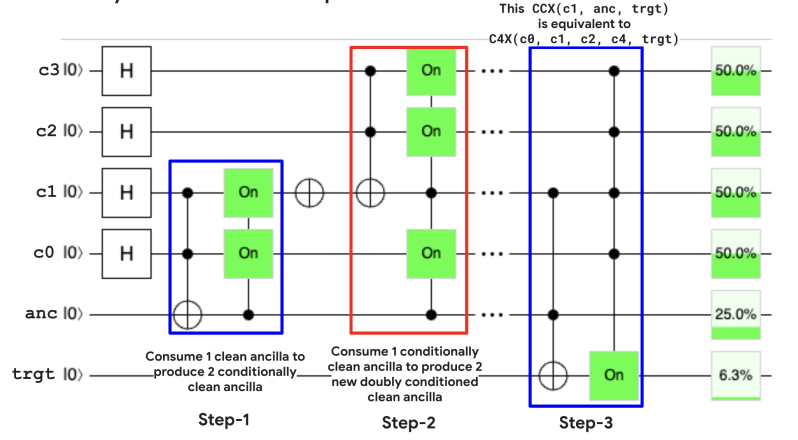 This CCX(c1, anc, trgt)
is equivalent to
C4X(c0, c1, c2, c4, trgt)
c3 |0⟩ H On ... 50.0%
c2 |0⟩ H On ... 50.0%
c1 |0⟩ H On ... 50.0%
c0 |0⟩ H On On ... 50.0%
anc |0⟩ ... 25.0%
trgt |0⟩ On 6.3%
Consume 1 clean ancilla to
produce 2 conditionally
clean ancilla
Step-1
Consume 1 conditionally
clean ancilla to produce 2
new doubly conditioned
clean ancilla
Step-2
Step-3